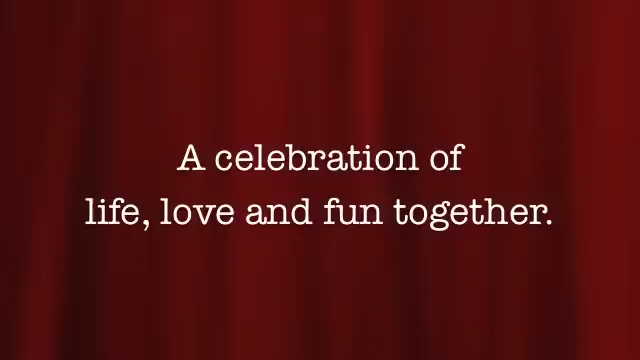 A celebration of
life, love and fun together.